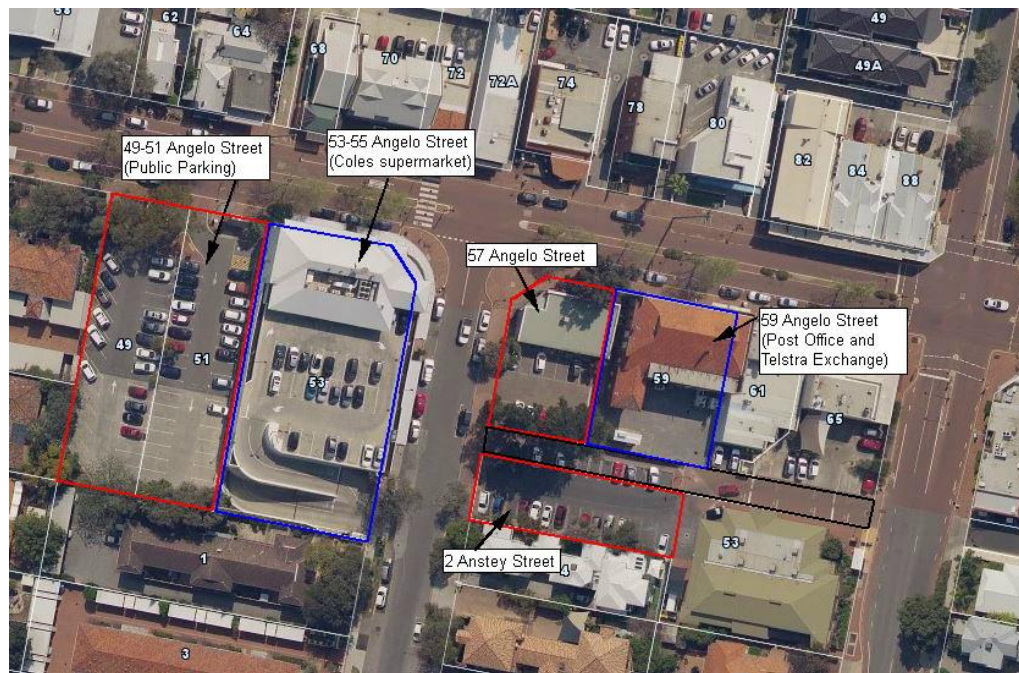 58
62
64
68
70
72
72A
74
78
80
49
49A
82
84
88
49-51 Angelo Street
(Public Parking)
53-55 Angelo Street
(Coles supermarket)
57 Angelo Street
59 Angelo Street
(Post Office and
Telstra Exchange)
49
51
53
59
61
65
2 Anstey Street
4
53
1
3